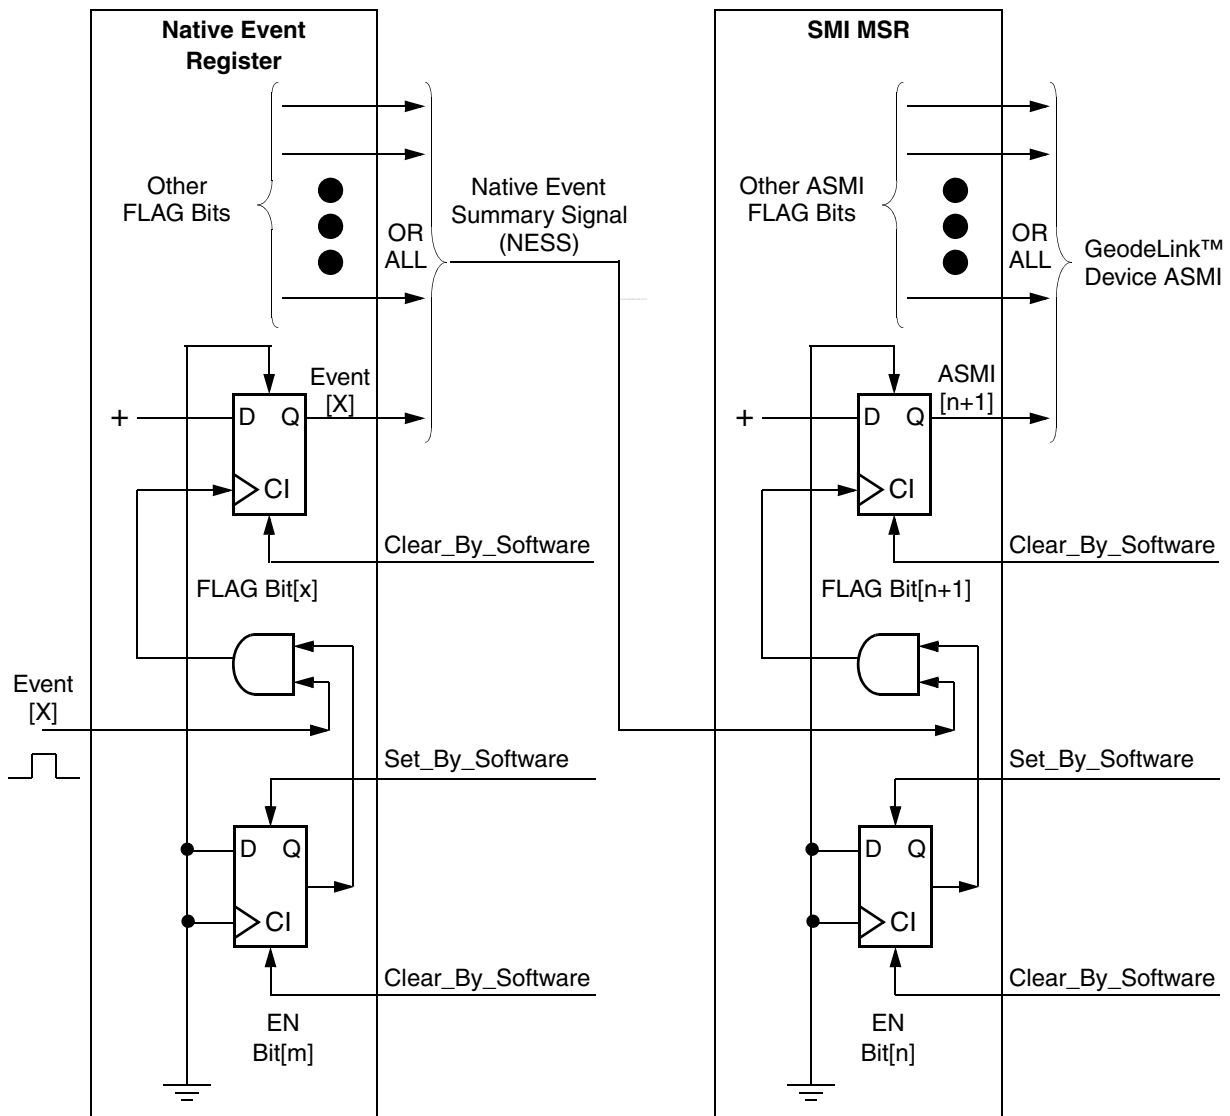 Native Event
Register
Other
FLAG Bits
OR
ALL
Native Event
Summary Signal
(NESS)
Event
[X]
+
D Q
CI
Clear_By_Software
FLAG Bit[x]
Event
[X]
Set_By_Software
D Q
CI
Clear_By_Software
EN
Bit[m]
SMI MSR
Other ASMI
FLAG Bits
OR
ALL
GeodeLink™
Device ASMI
ASMI
[n+1]
+
D Q
CI
Clear_By_Software
FLAG Bit[n+1]
Set_By_Software
D Q
CI
Clear_By_Software
EN
Bit[n]